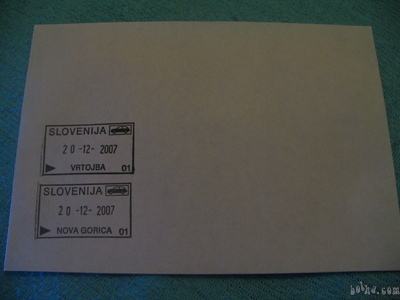 SLOVENIJA
20-12-2007
VRTOJBA 01
SLOVENIJA
20-12-2007
NOVA GORICA 01
bolha.com